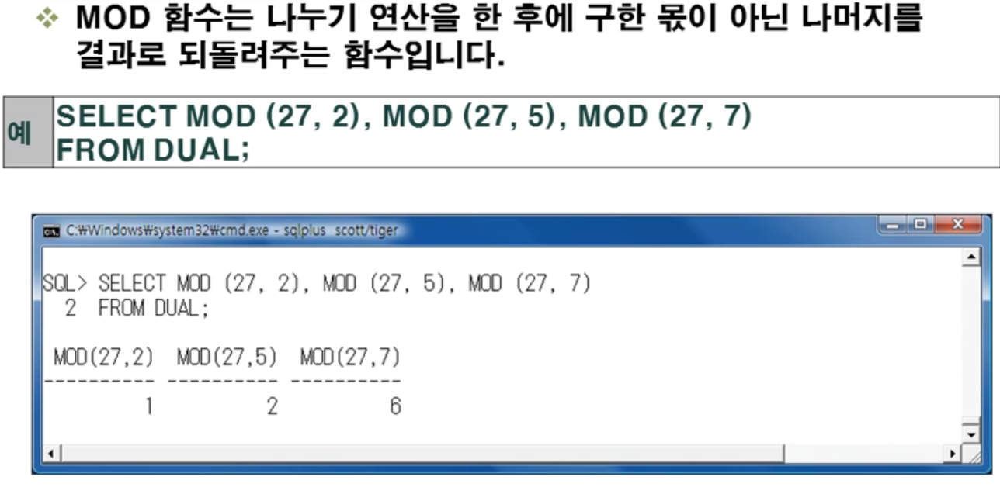 ❖ MOD 함수는 나누기 연산을 한 후에 구한 몫이 아닌 나머지를
결과로 되돌려주는 함수입니다.
예
SELECT MOD (27, 2), MOD (27, 5), MOD (27, 7)
FROM DUAL;
C:₩Windows₩system32₩cmd.exe - sqlplus  scott/tiger
SQL> SELECT MOD (27, 2), MOD (27, 5), MOD (27, 7)
  2  FROM DUAL;
 MOD(27,2)  MOD(27,5)  MOD(27,7)
---------- ---------- ----------
         1          2          6